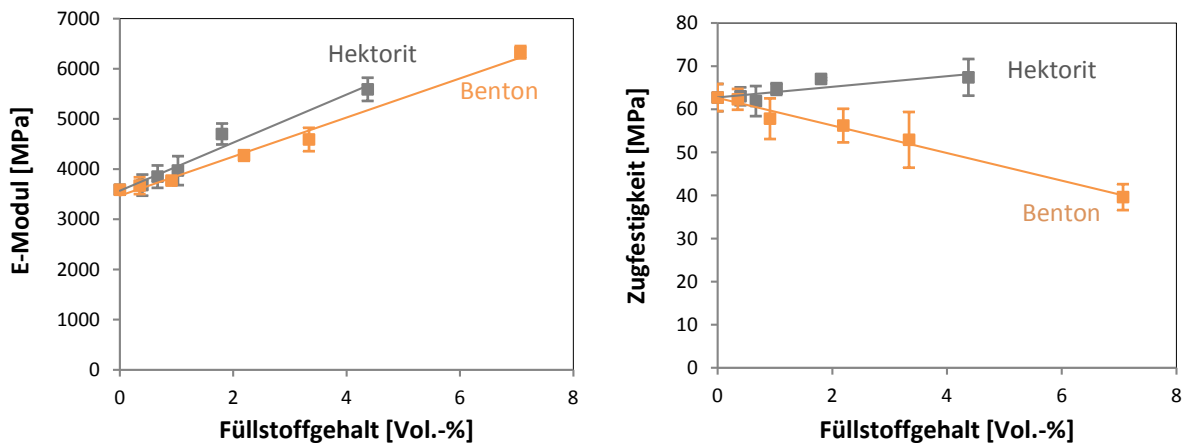 7000
6000
5000
4000
3000
2000
1000
0
E-Modul [MPa]
Hektorit
Benton
0 2 4 6 8
Füllstoffgehalt [Vol.-%]
80
70
60
50
40
30
20
10
0
Zugfestigkeit [MPa]
Hektorit
Benton
0 2 4 6 8
Füllstoffgehalt [Vol.-%]